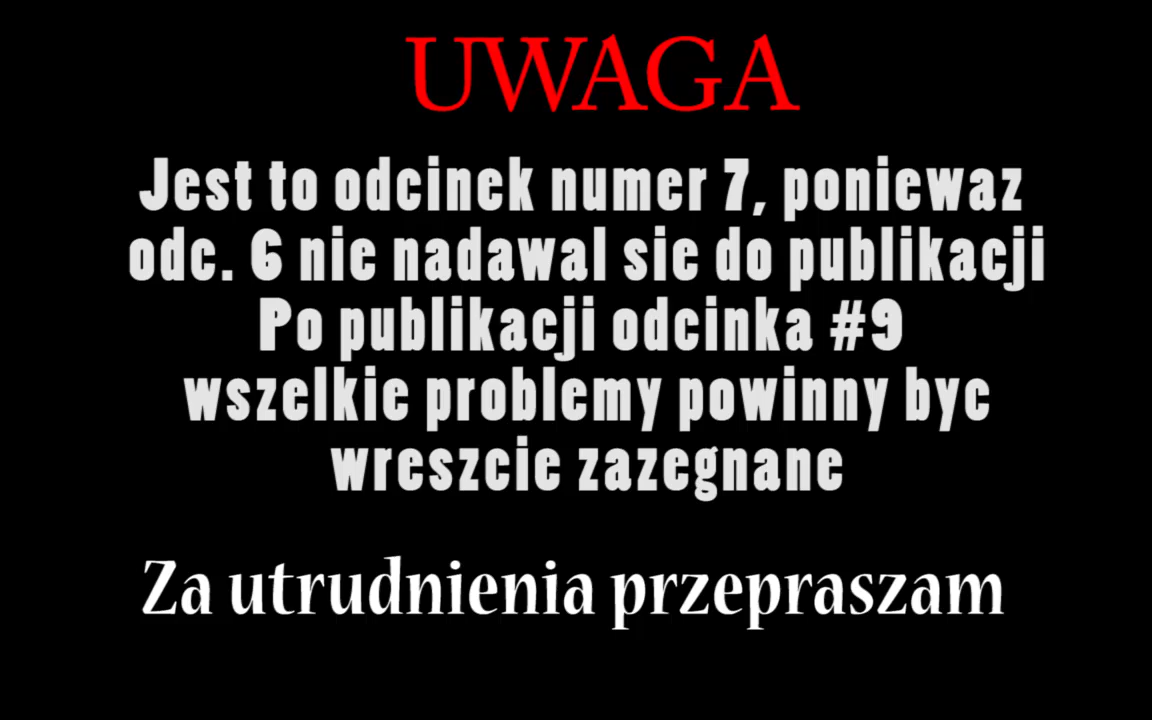 UWAGA
Jest to odcinek numer 7, poniewaz
odc. 6 nie nadawal sie do publikacji
Po publikacji odcinka #9
wszelkie problemy powinny byc
wreszcie zazegnane
Za utrudnienia przepraszam